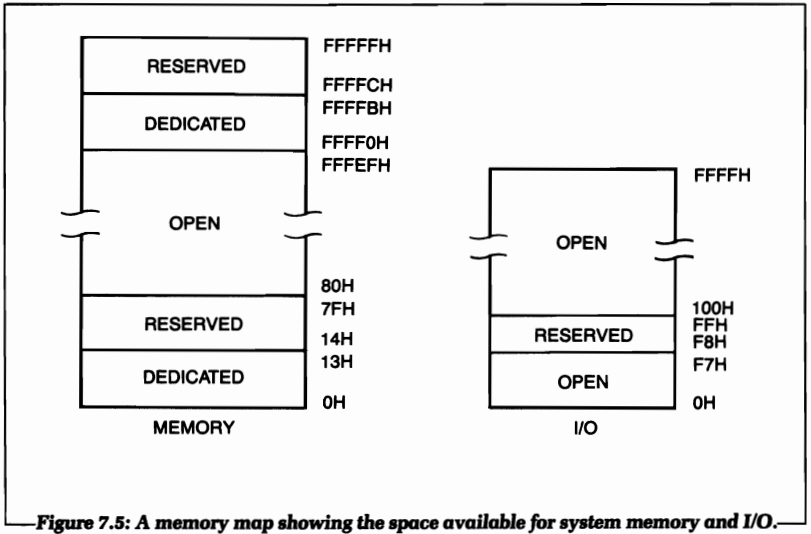 RESERVED
FFFFFH
FFFFCH
DEDICATED
FFFFBH
FFFF0H
OPEN
FFFEFH
80H
RESERVED
7FH
14H
DEDICATED
13H
0H
MEMORY
OPEN
FFFFH
100H
RESERVED
FFH
F8H
OPEN
F7H
0H
I/O
Figure 7.5: A memory map showing the space available for system memory and I/O.